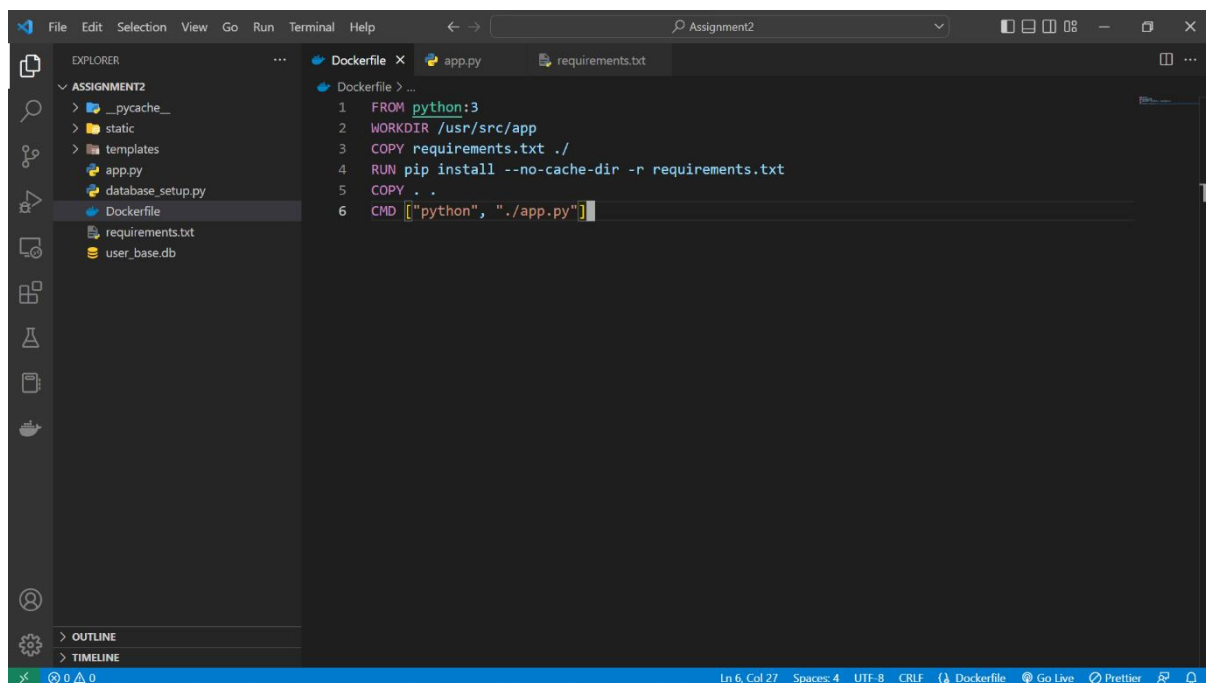 File Edit Selection View Go Run Terminal Help
Assignment2
EXPLORER
Dockerfile
app.py
requirements.txt
ASSIGNMENT2
__pycache__
static
templates
app.py
database_setup.py
Dockerfile
requirements.txt
user_base.db
Dockerfile > ...
1 FROM python:3
2 WORKDIR /usr/src/app
3 COPY requirements.txt ./
4 RUN pip install --no-cache-dir -r requirements.txt
5 COPY . .
6 CMD ["python", "./app.py"]
OUTLINE
TIMELINE
0 0 Ln 6, Col 27 Spaces: 4 UTF-8 CRLF Dockerfile Go Live Prettier